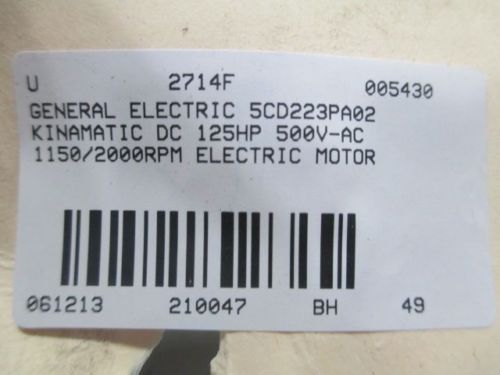 U 2714F 005430
GENERAL ELECTRIC 5CD223PA02
KINAMATIC DC 125HP 500V-AC
1150/2000RPM ELECTRIC MOTOR
061213 210047 BH 49